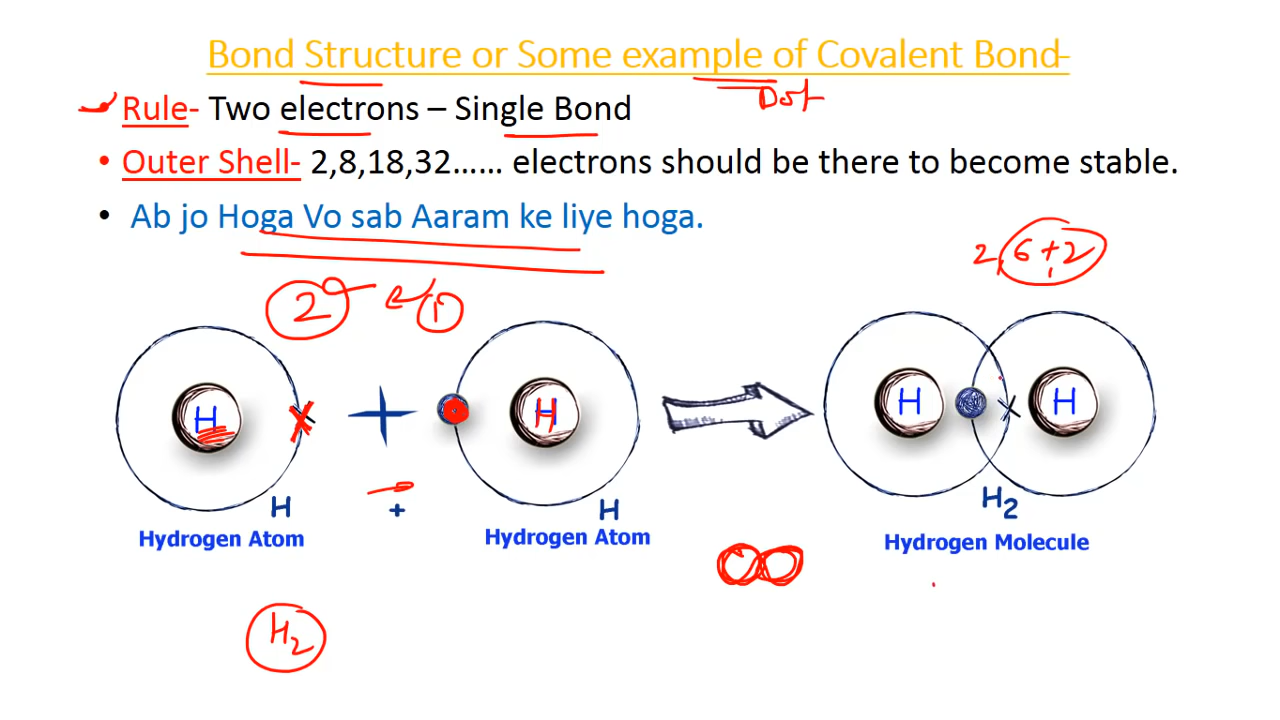 Bond Structure or Some example of Covalent Bond-
Dot
Rule- Two electrons – Single Bond
• Outer Shell- 2,8,18,32...... electrons should be there to become stable.
• Ab jo Hoga Vo sab Aaram ke liye hoga.
2,6+2
2 1
H + H H H
H + H H2
Hydrogen Atom Hydrogen Atom Hydrogen Molecule
H2